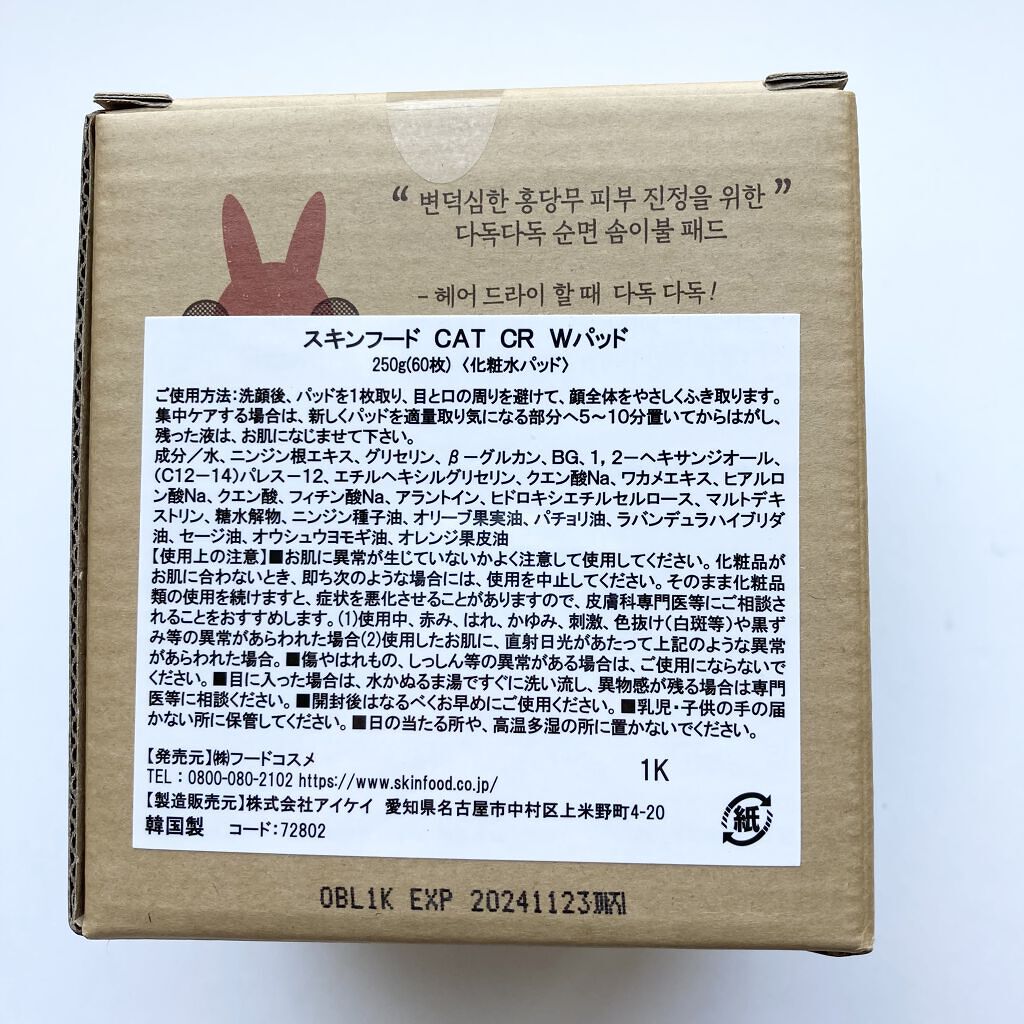 “ 변덕심한 홍당무 피부 진정을 위한 ”
다독다독 순면 솜이불 패드
- 헤어 드라이 할 때 다독 다독!
スキンフード CAT CR Wパッド
250g(60枚) 〈化粧水パッド〉
ご使用方法:洗顔後、パッドを1枚取り、目と口の周りを避けて、顔全体をやさしくふき取ります。
集中ケアする場合は、新しくパッドを適量取り気になる部分へ5～10分置いてからはがし、
残った液は、お肌になじませて下さい。
成分／水、ニンジン根エキス、グリセリン、β－グルカン、BG、1，2－ヘキサンジオール、
(C12－14)パレス－12、エチルヘキシルグリセリン、クエン酸Na、ワカメエキス、ヒアルロ
ン酸Na、クエン酸、フィチン酸Na、アラントイン、ヒドロキシエチルセルロース、マルトデキ
ストリン、糖水解物、ニンジン種子油、オリーブ果実油、パチョリ油、ラバンデュラハイブリダ
油、セージ油、オウシュウヨモギ油、オレンジ果皮油
【使用上の注意】■お肌に異常が生じていないかよく注意して使用してください。化粧品が
お肌に合わないとき、即ち次のような場合には、使用を中止してください。そのまま化粧品
類の使用を続けますと、症状を悪化させることがありますので、皮膚科専門医等にご相談さ
れることをおすすめします。(1)使用中、赤み、はれ、かゆみ、刺激、色抜け(白斑等)や黒ず
み等の異常があらわれた場合(2)使用したお肌に、直射日光があたって上記のような異常
があらわれた場合。■傷やはれもの、しっしん等の異常がある場合は、ご使用にならないで
ください。■目に入った場合は、水かぬるま湯ですぐに洗い流し、異物感が残る場合は専門
医等に相談ください。■開封後はなるべくお早めにご使用ください。■乳児・子供の手の届
かない所に保管してください。■日の当たる所や、高温多湿の所に置かないでください。
【発売元】㈱フードコスメ
TEL：0800-080-2102 https://www.skinfood.co.jp/
1K
【製造販売元】株式会社アイケイ 愛知県名古屋市中村区上米野町4-20
韓国製 コード:72802
紙
OBL1K EXP 20241123까지